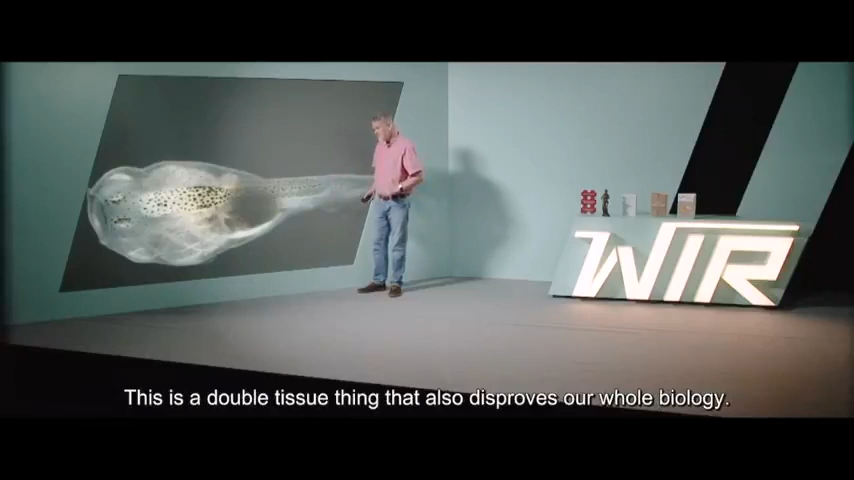 WIR
This is a double tissue thing that also disproves our whole biology.